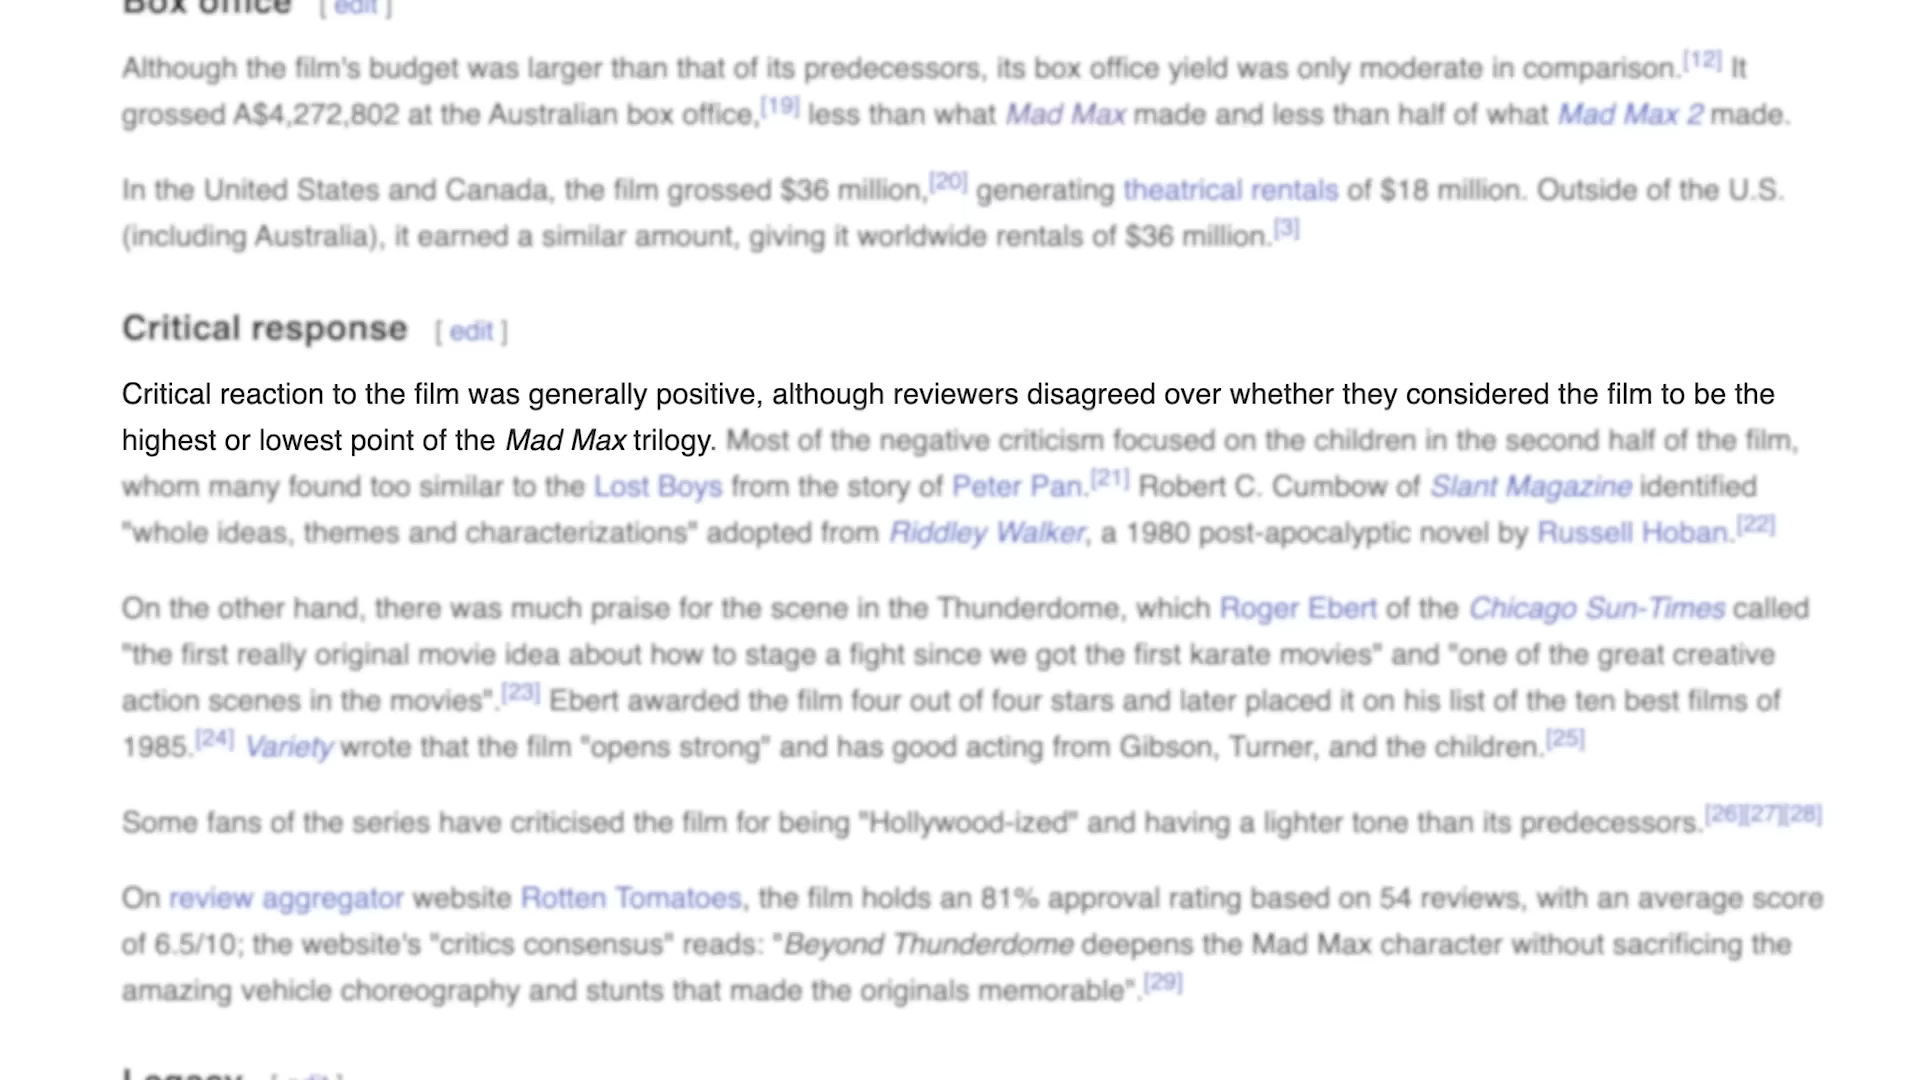 Box office [ edit ]
Although the film's budget was larger than that of its predecessors, its box office yield was only moderate in comparison.[12] It
grossed A$4,272,802 at the Australian box office,[19] less than what Mad Max made and less than half of what Mad Max 2 made.
In the United States and Canada, the film grossed $36 million,[20] generating theatrical rentals of $18 million. Outside of the U.S.
(including Australia), it earned a similar amount, giving it worldwide rentals of $36 million.[3]
Critical response [ edit ]
Critical reaction to the film was generally positive, although reviewers disagreed over whether they considered the film to be the
highest or lowest point of the Mad Max trilogy. Most of the negative criticism focused on the children in the second half of the film,
whom many found too similar to the Lost Boys from the story of Peter Pan.[21] Robert C. Cumbow of Slant Magazine identified
"whole ideas, themes and characterizations" adopted from Riddley Walker, a 1980 post-apocalyptic novel by Russell Hoban.[22]
On the other hand, there was much praise for the scene in the Thunderdome, which Roger Ebert of the Chicago Sun-Times called
"the first really original movie idea about how to stage a fight since we got the first karate movies" and "one of the great creative
action scenes in the movies".[23] Ebert awarded the film four out of four stars and later placed it on his list of the ten best films of
1985.[24] Variety wrote that the film "opens strong" and has good acting from Gibson, Turner, and the children.[25]
Some fans of the series have criticised the film for being "Hollywood-ized" and having a lighter tone than its predecessors.[26][27][28]
On review aggregator website Rotten Tomatoes, the film holds an 81% approval rating based on 54 reviews, with an average score
of 6.5/10; the website's "critics consensus" reads: "Beyond Thunderdome deepens the Mad Max character without sacrificing the
amazing vehicle choreography and stunts that made the originals memorable".[29]
Legacy [ edit ]